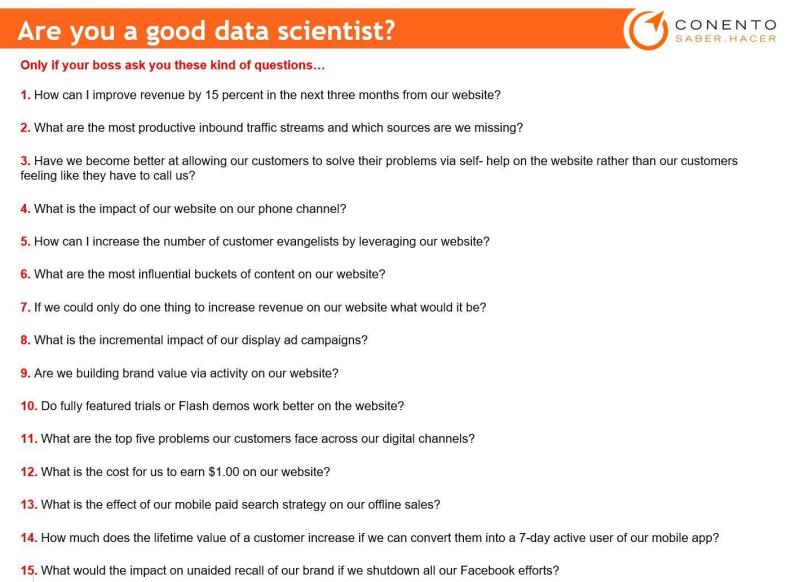 Are you a good data scientist?
CONENTO
SABER.HACER
Only if your boss ask you these kind of questions…
1. How can I improve revenue by 15 percent in the next three months from our website?
2. What are the most productive inbound traffic streams and which sources are we missing?
3. Have we become better at allowing our customers to solve their problems via self- help on the website rather than our customers
feeling like they have to call us?
4. What is the impact of our website on our phone channel?
5. How can I increase the number of customer evangelists by leveraging our website?
6. What are the most influential buckets of content on our website?
7. If we could only do one thing to increase revenue on our website what would it be?
8. What is the incremental impact of our display ad campaigns?
9. Are we building brand value via activity on our website?
10. Do fully featured trials or Flash demos work better on the website?
11. What are the top five problems our customers face across our digital channels?
12. What is the cost for us to earn $1.00 on our website?
13. What is the effect of our mobile paid search strategy on our offline sales?
14. How much does the lifetime value of a customer increase if we can convert them into a 7-day active user of our mobile app?
15. What would the impact on unaided recall of our brand if we shutdown all our Facebook efforts?